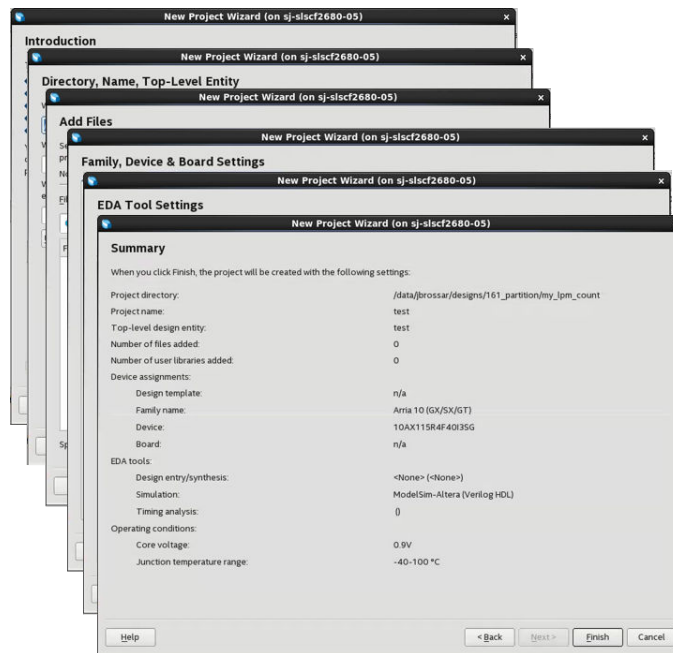 New Project Wizard (on sj-slscf2680-05)
Introduction
New Project Wizard (on sj-slscf2680-05)
Directory, Name, Top-Level Entity
New Project Wizard (on sj-slscf2680-05)
Add Files
New Project Wizard (on sj-slscf2680-05)
Family, Device & Board Settings
New Project Wizard (on sj-slscf2680-05)
EDA Tool Settings
New Project Wizard (on sj-slscf2680-05)
Summary
When you click Finish, the project will be created with the following settings:
Project directory: /data/jbrossar/designs/161_partition/my_lpm_count
Project name: test
Top-level design entity: test
Number of files added: 0
Number of user libraries added: 0
Device assignments:
Design template: n/a
Family name: Arria 10 (GX/SX/GT)
Device: 10AX115R4F40I3SG
Board: n/a
EDA tools:
Design entry/synthesis: <None> (<None>)
Simulation: ModelSim-Altera (Verilog HDL)
Timing analysis: ()
Operating conditions:
Core voltage: 0.9V
Junction temperature range: -40-100 °C
Help < Back Next > Finish Cancel